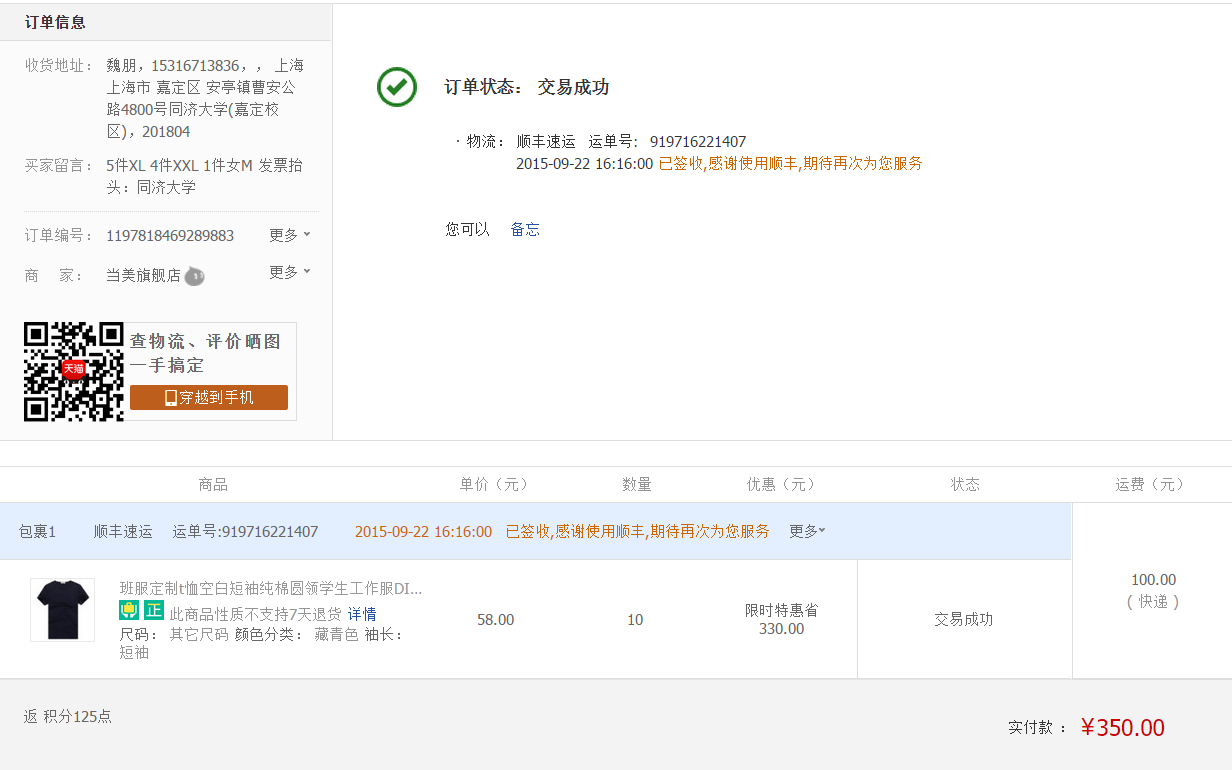 订单信息
收货地址： 魏朋，15316713836，， 上海
上海市 嘉定区 安亭镇曹安公
路4800号同济大学(嘉定校
区)，201804
买家留言： 5件XL 4件XXL 1件女M 发票抬
头：同济大学
订单编号： 1197818469289883 更多
商 家： 当美旗舰店 更多
天猫
查物流、评价晒图
一手搞定
穿越到手机
订单状态： 交易成功
· 物流： 顺丰速运 运单号: 919716221407
2015-09-22 16:16:00 已签收,感谢使用顺丰,期待再次为您服务
您可以 备忘
商品 单价（元） 数量 优惠（元） 状态 运费（元）
包裹1 顺丰速运 运单号:919716221407 2015-09-22 16:16:00 已签收,感谢使用顺丰,期待再次为您服务 更多
班服定制t恤空白短袖纯棉圆领学生工作服DI...
正 此商品性质不支持7天退货 详情
尺码： 其它尺码 颜色分类： 藏青色 袖长：
短袖
58.00
10
限时特惠省
330.00
交易成功
100.00
( 快递 )
返 积分125点
实付款 ： ¥350.00